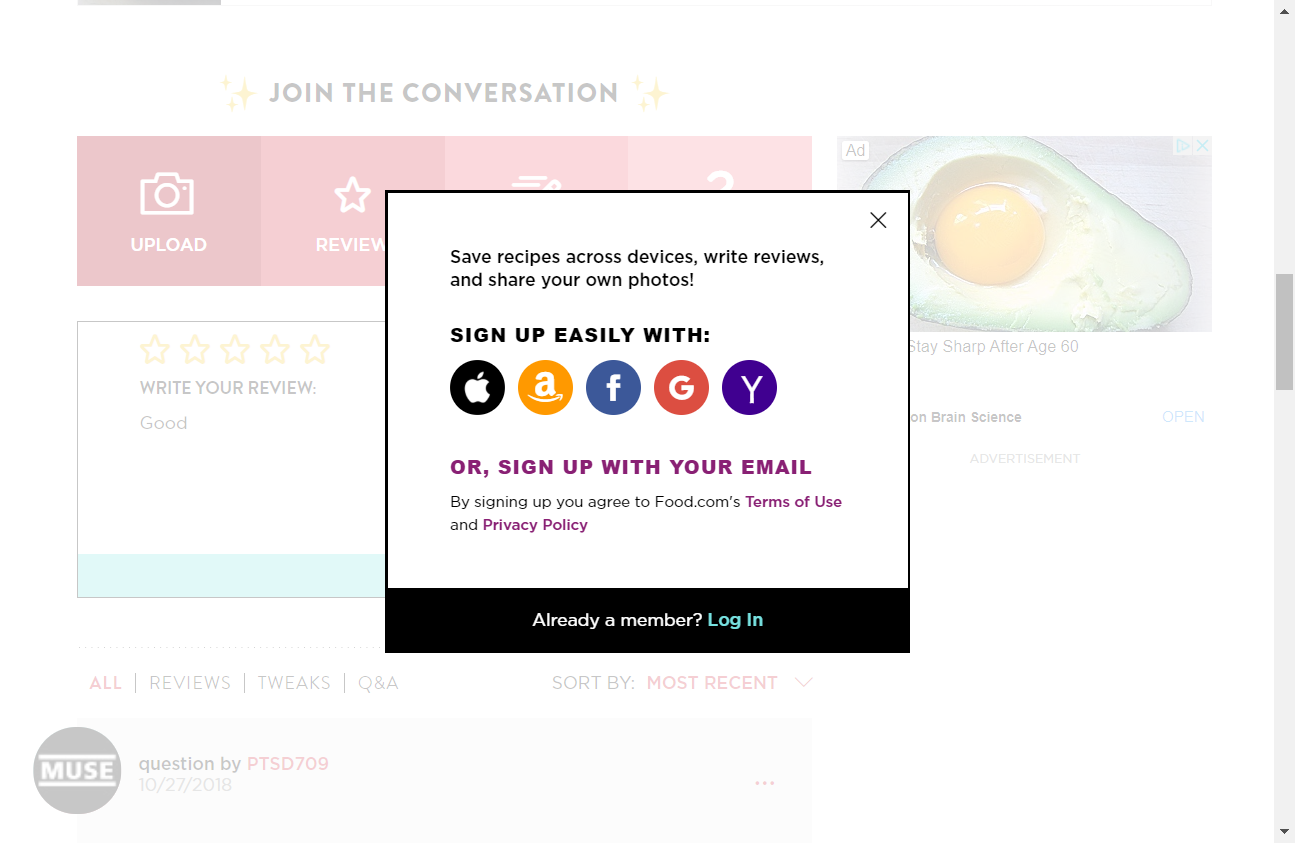 JOIN THE CONVERSATION
UPLOAD
REVIEW
Ad
Save recipes across devices, write reviews,
and share your own photos!
SIGN UP EASILY WITH:
a
f
G
Y
OR, SIGN UP WITH YOUR EMAIL
By signing up you agree to Food.com's Terms of Use
and Privacy Policy
Already a member? Log In
WRITE YOUR REVIEW:
Good
Stay Sharp After Age 60
on Brain Science
OPEN
ADVERTISEMENT
ALL
REVIEWS
TWEAKS
Q&A
SORT BY: MOST RECENT
MUSE
question by PTSD709
10/27/2018
...